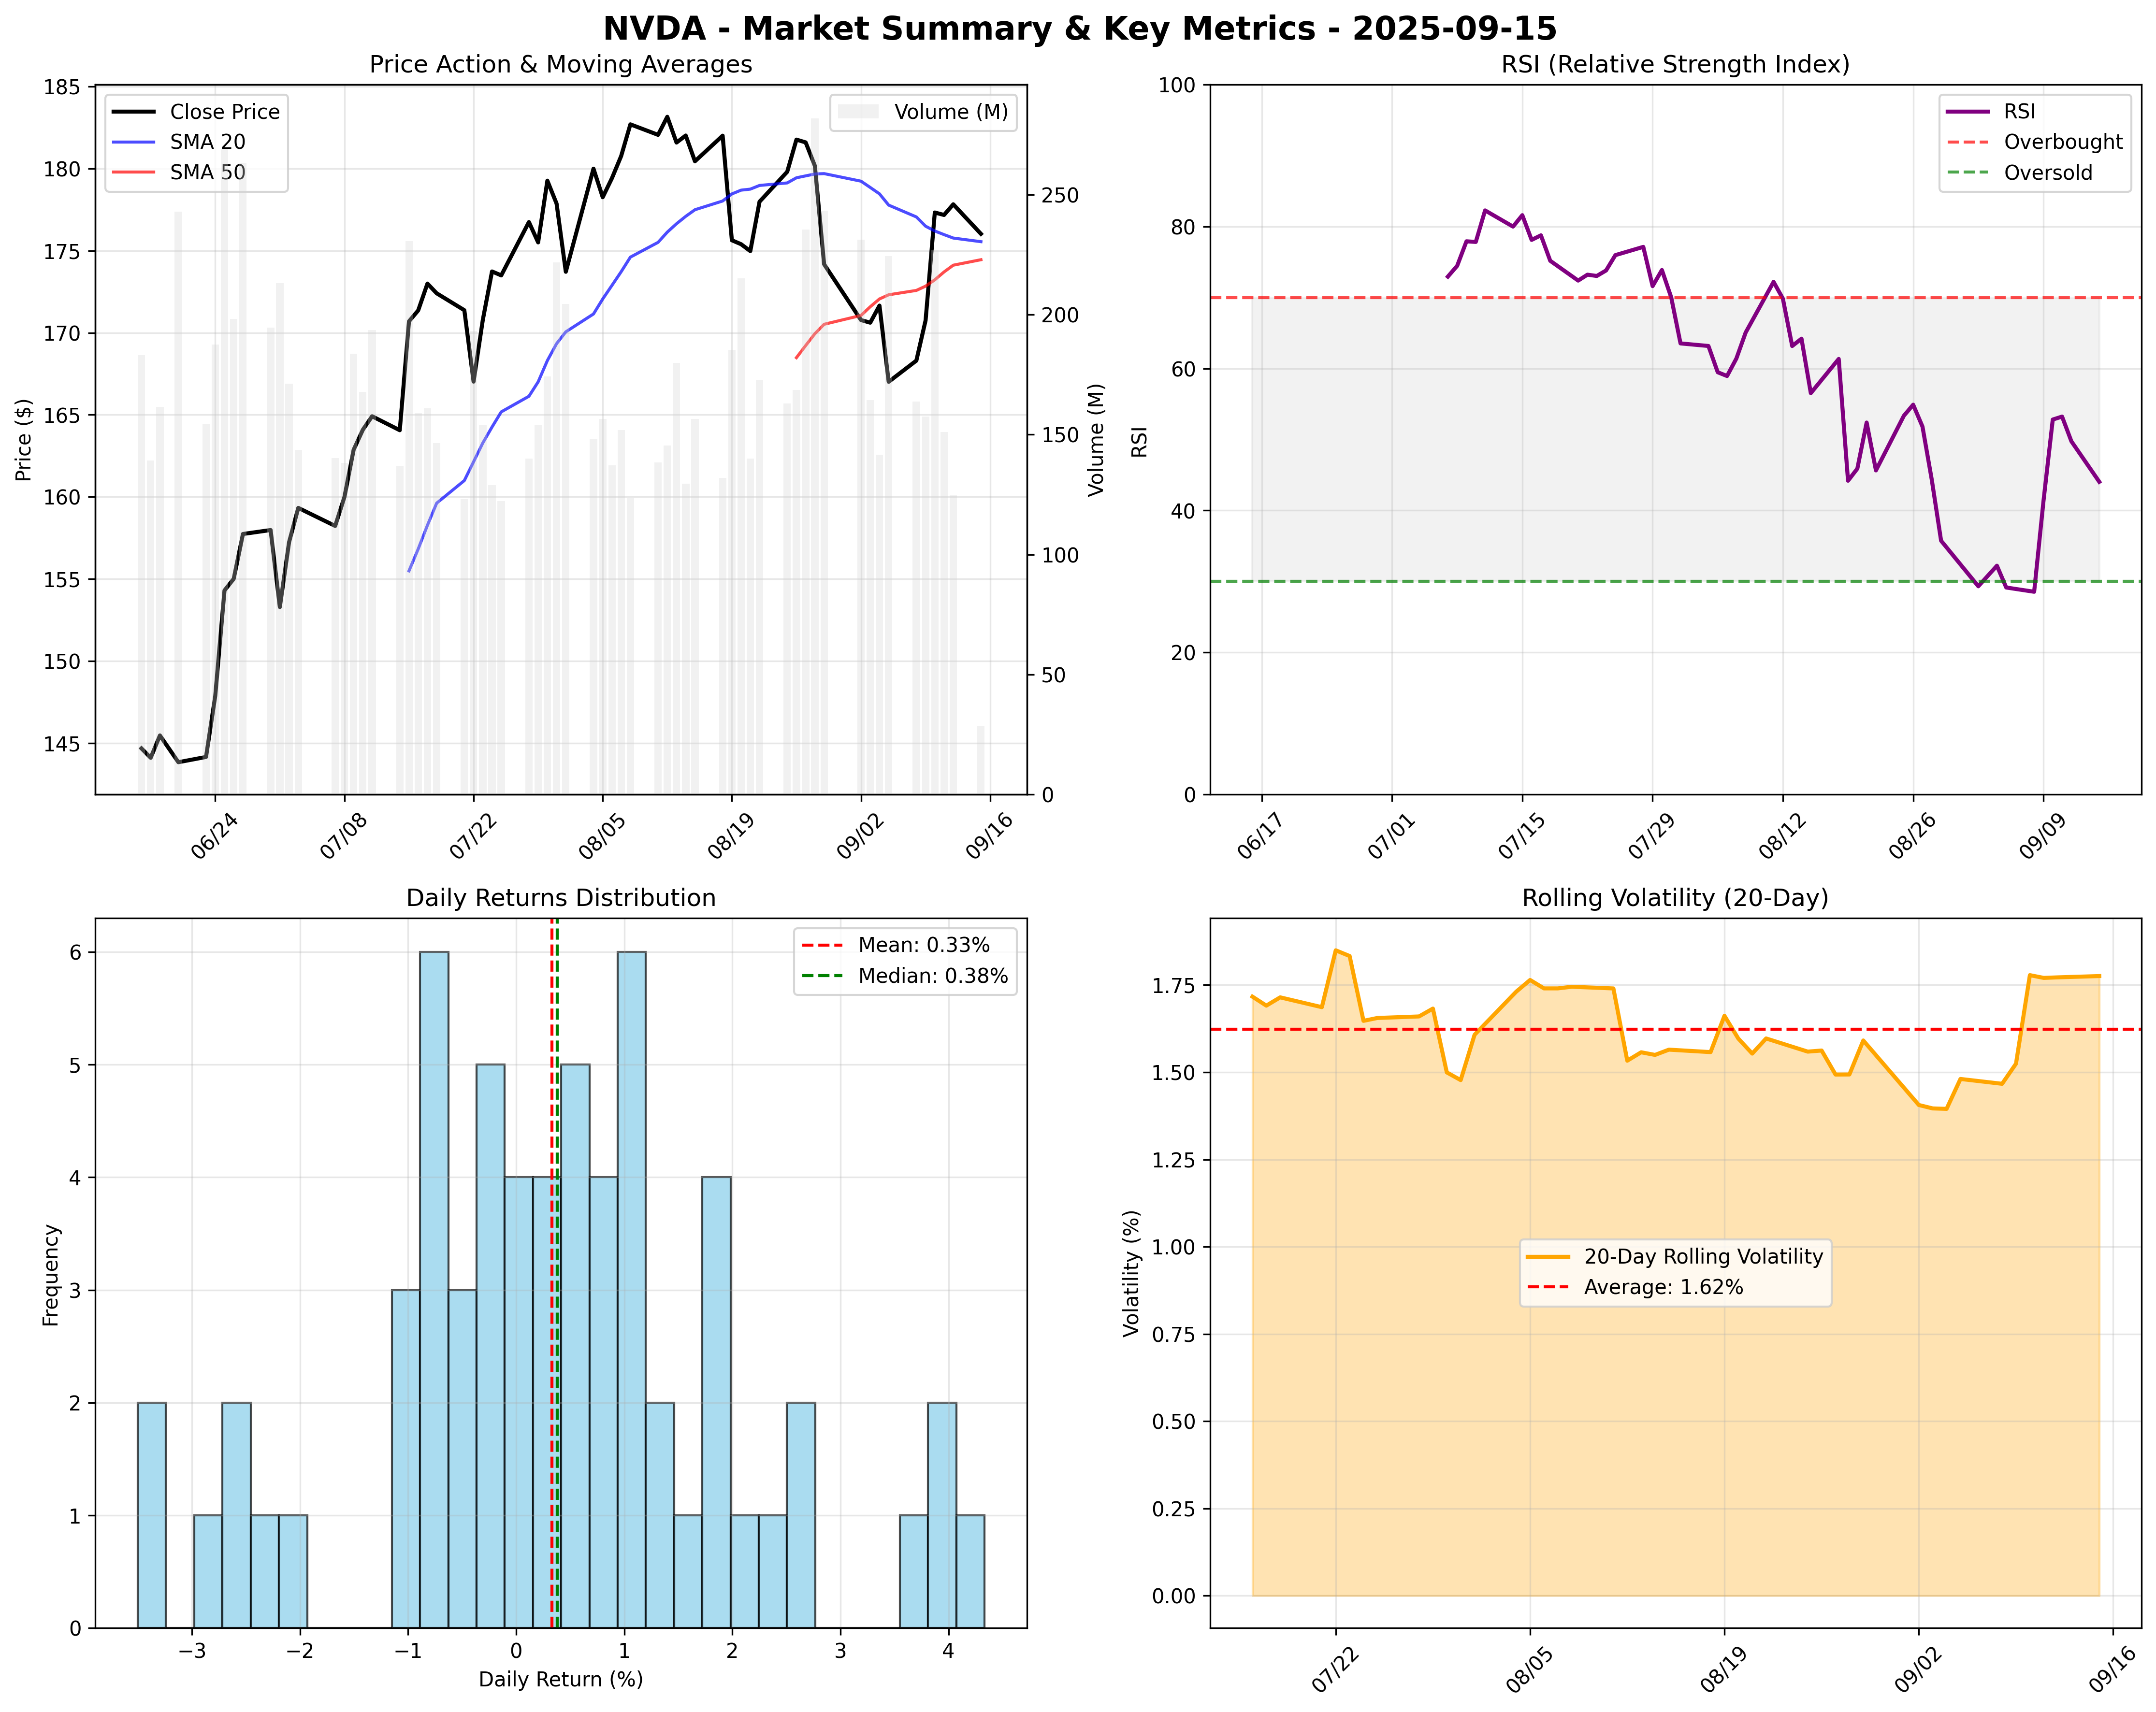 NVDA - Market Summary & Key Metrics - 2025-09-15
Price Action & Moving Averages
Close Price
SMA 20
SMA 50
Volume (M)
185
180
175
170
165
160
155
150
145
Price ($)
250
200
150
100
50
0
Volume (M)
06/24
07/08
07/22
08/05
08/19
09/02
09/16
RSI (Relative Strength Index)
RSI
Overbought
Oversold
100
80
60
40
20
0
RSI
06/17
07/01
07/15
07/29
08/12
08/26
09/09
Daily Returns Distribution
Mean: 0.33%
Median: 0.38%
6
5
4
3
2
1
0
Frequency
−3
−2
−1
0
1
2
3
4
Daily Return (%)
Rolling Volatility (20-Day)
20-Day Rolling Volatility
Average: 1.62%
1.75
1.50
1.25
1.00
0.75
0.50
0.25
0.00
Volatility (%)
07/22
08/05
08/19
09/02
09/16